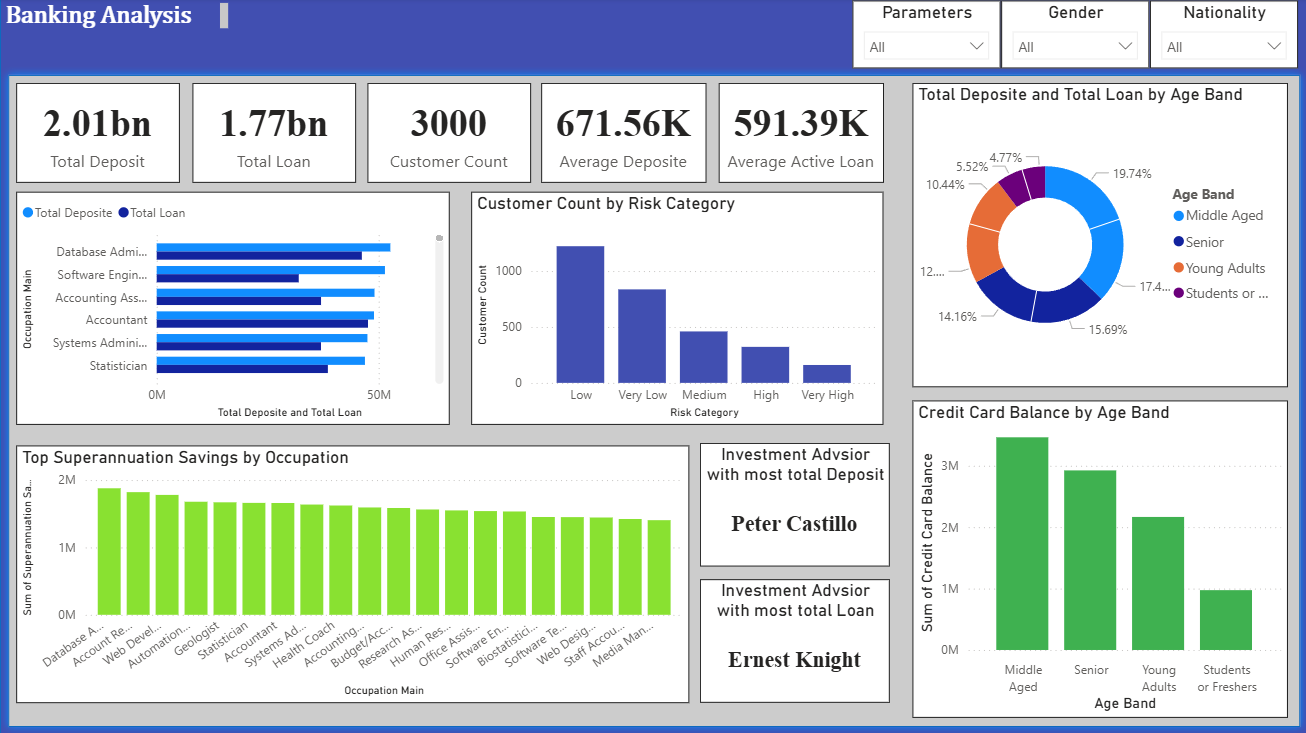 Banking Analysis
Parameters
All
Gender
All
Nationality
All
2.01bn
Total Deposit
1.77bn
Total Loan
3000
Customer Count
671.56K
Average Deposite
591.39K
Average Active Loan
Total Deposite and Total Loan by Age Band
4.77%
5.52%
10.44%
12....
14.16%
19.74%
17.4...
15.69%
Age Band
Middle Aged
Senior
Young Adults
Students or ...
Total Deposite Total Loan
Occupation Main
Database Admi...
Software Engin...
Accounting Ass...
Accountant
Systems Admini...
Statistician
0M 50M
Total Deposite and Total Loan
Customer Count by Risk Category
Customer Count
1000
500
0
Low Very Low Medium High Very High
Risk Category
Top Superannuation Savings by Occupation
Sum of Superannuation Sa...
2M
1M
0M
Database A...
Account Re...
Web Devel...
Automation...
Geologist
Statistician
Accountant
Systems Ad...
Health Coach
Accounting...
Budget/Acc...
Research As...
Human Res...
Office Assis...
Software En...
Biostatistici...
Software Te...
Web Desig...
Staff Accou...
Media Man...
Occupation Main
Investment Advsior
with most total Deposit
Peter Castillo
Investment Advsior
with most total Loan
Ernest Knight
Credit Card Balance by Age Band
Sum of Credit Card Balance
3M
2M
1M
0M
Middle
Aged
Senior
Young
Adults
Students
or Freshers
Age Band